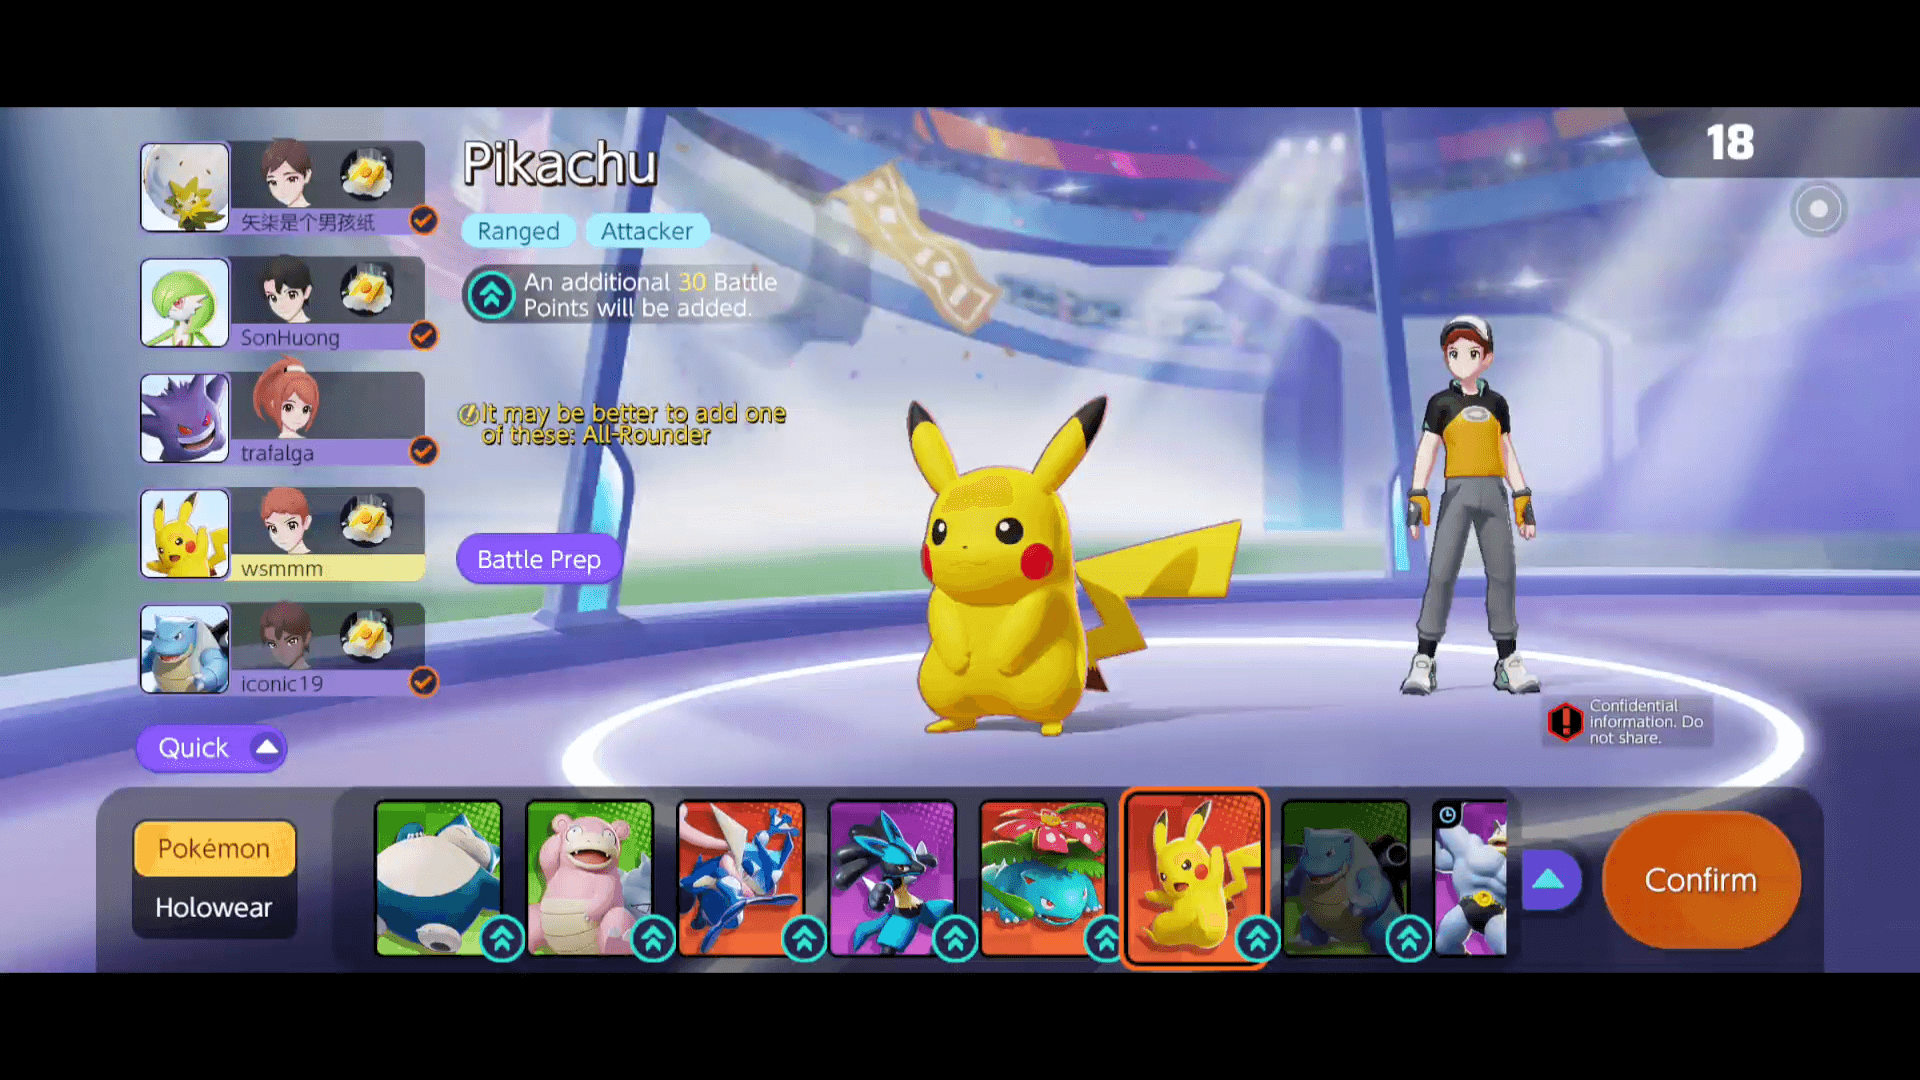 18
矢柒是个男孩纸
SonHuong
trafalga
wsmmm
iconic19
Quick
Pikachu
Ranged
Attacker
An additional 30 Battle
Points will be added.
It may be better to add one
of these: All-Rounder
Battle Prep
Confidential
information. Do
not share.
Pokémon
Holowear
Confirm